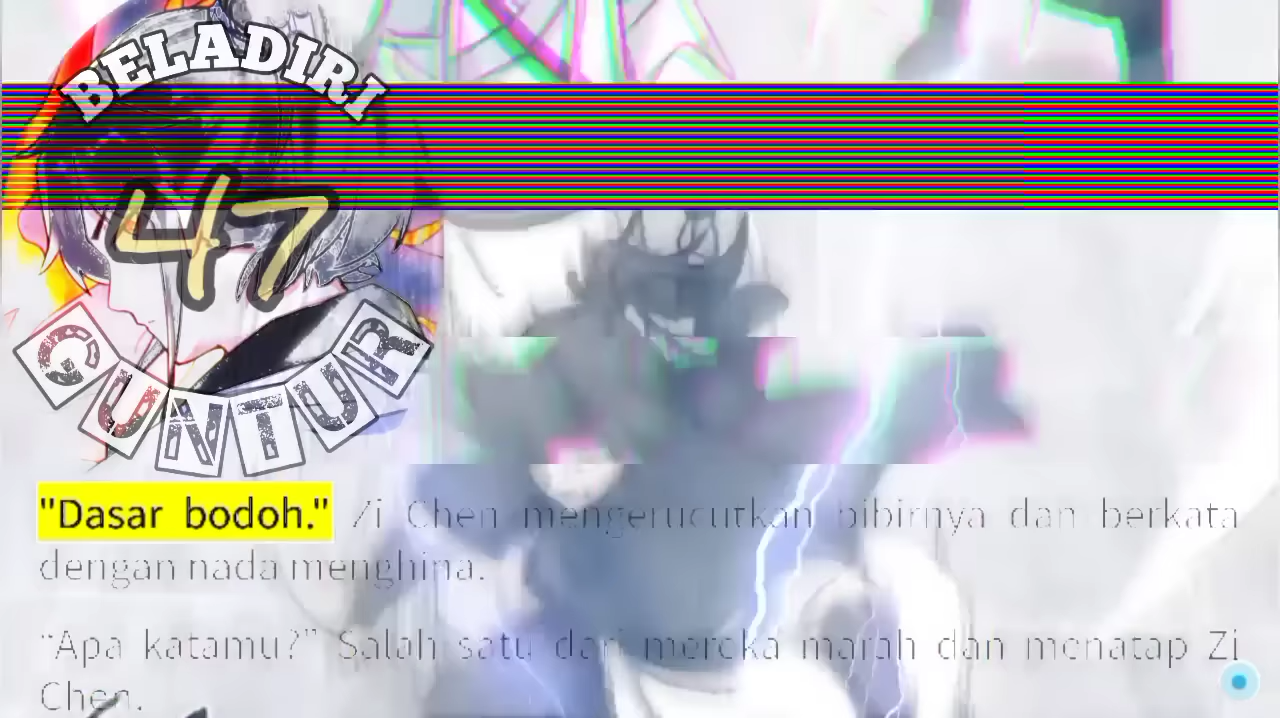 BELADIRI
47
GUNTUR
"Dasar bodoh." Zi Chen mengerucutkan bibirnya dan berkata
dengan nada menghina.
"Apa katamu?" Salah satu dari mereka marah dan menatap Zi
Chen.